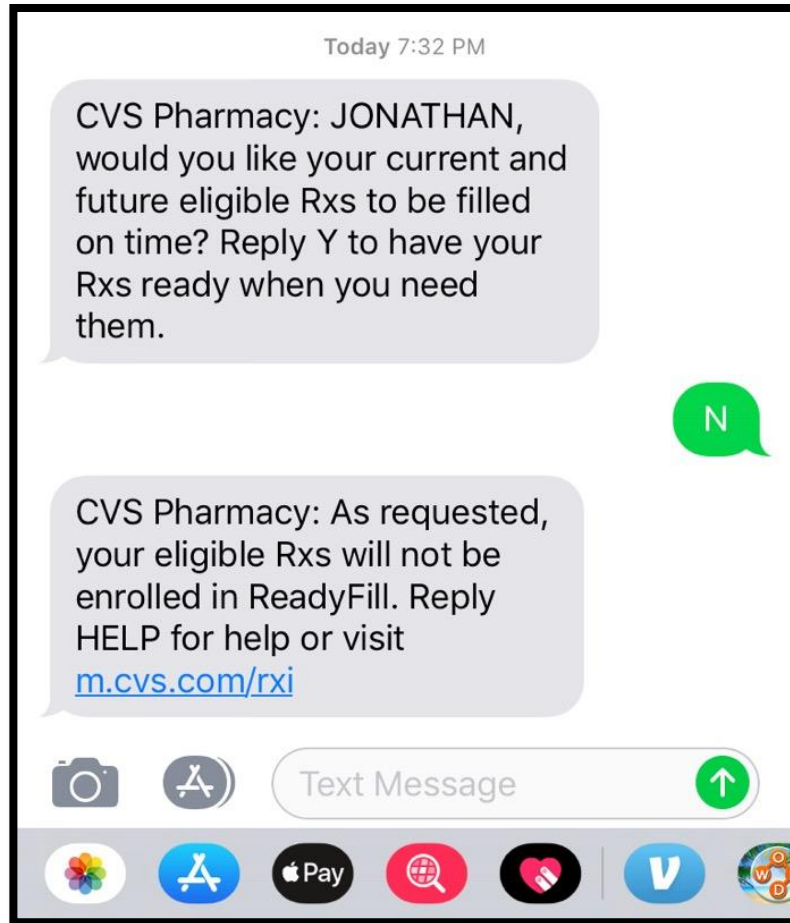 Today 7:32 PM
CVS Pharmacy: JONATHAN,
would you like your current and
future eligible Rxs to be filled
on time? Reply Y to have your
Rxs ready when you need
them.
N
CVS Pharmacy: As requested,
your eligible Rxs will not be
enrolled in ReadyFill. Reply
HELP for help or visit
m.cvs.com/rxi
Text Message
Pay
V
W O D